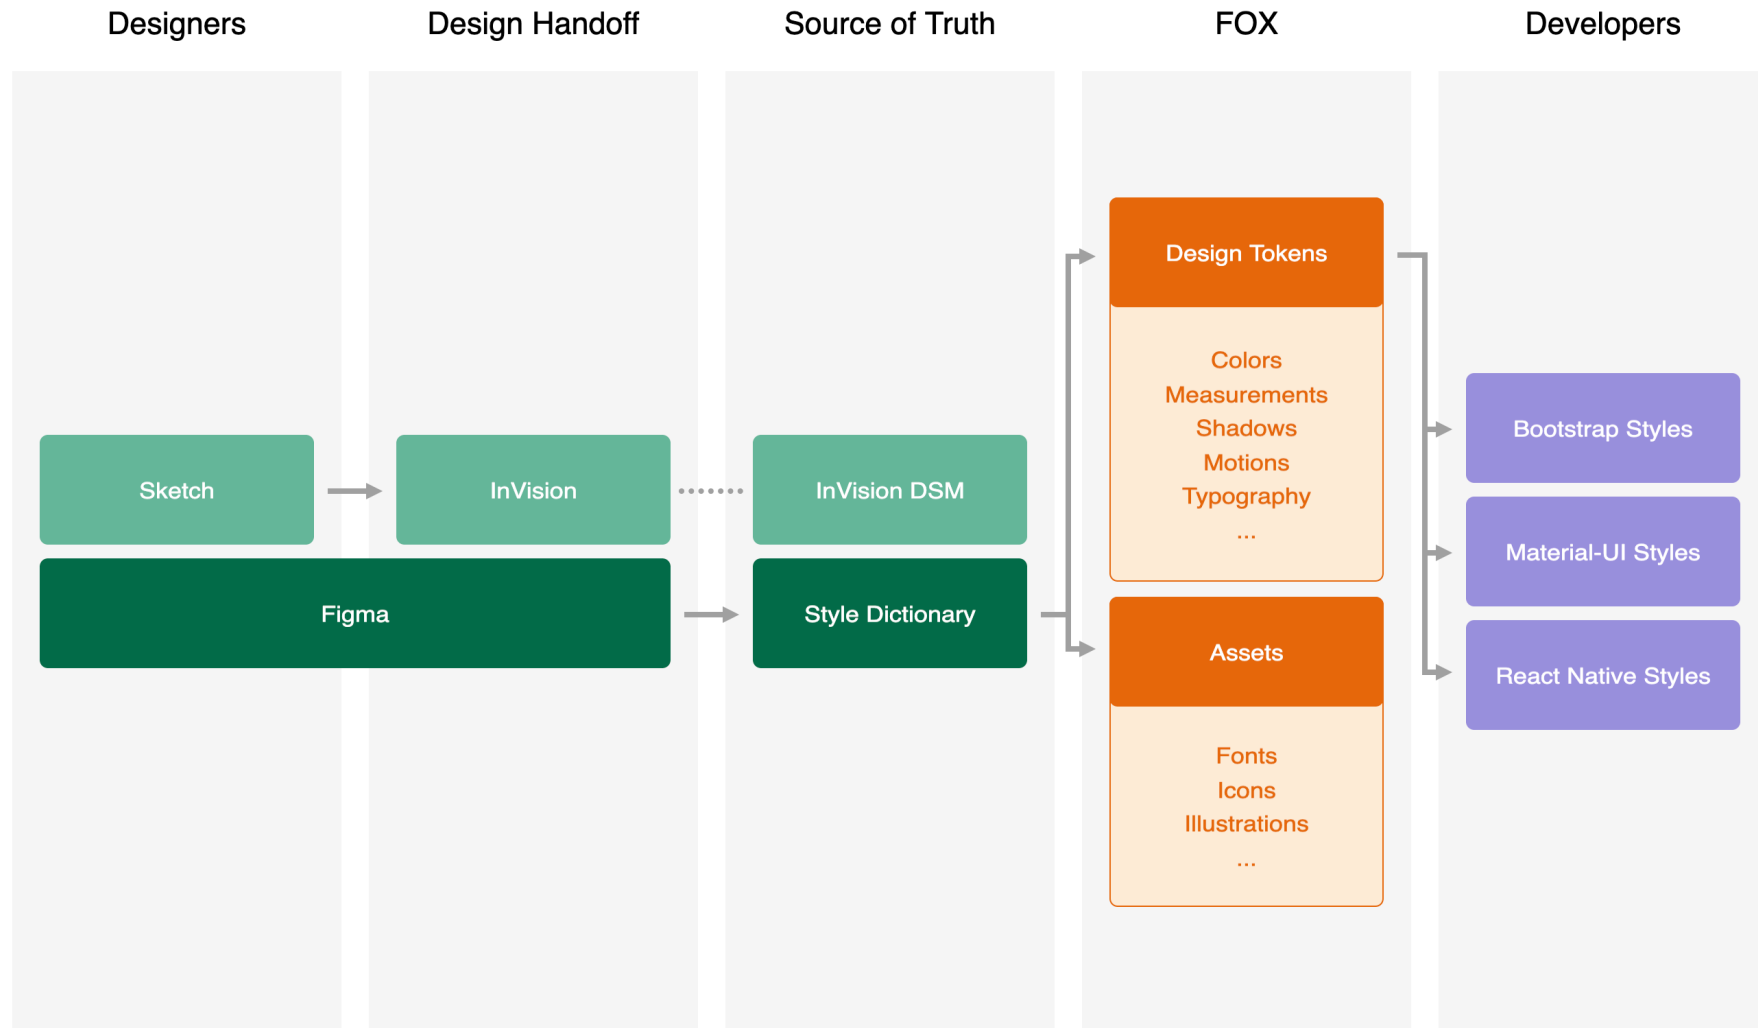 Designers
Design Handoff
Source of Truth
FOX
Developers
Sketch
InVision
InVision DSM
Figma
Style Dictionary
Design Tokens
Colors
Measurements
Shadows
Motions
Typography
...
Assets
Fonts
Icons
Illustrations
...
Bootstrap Styles
Material-UI Styles
React Native Styles